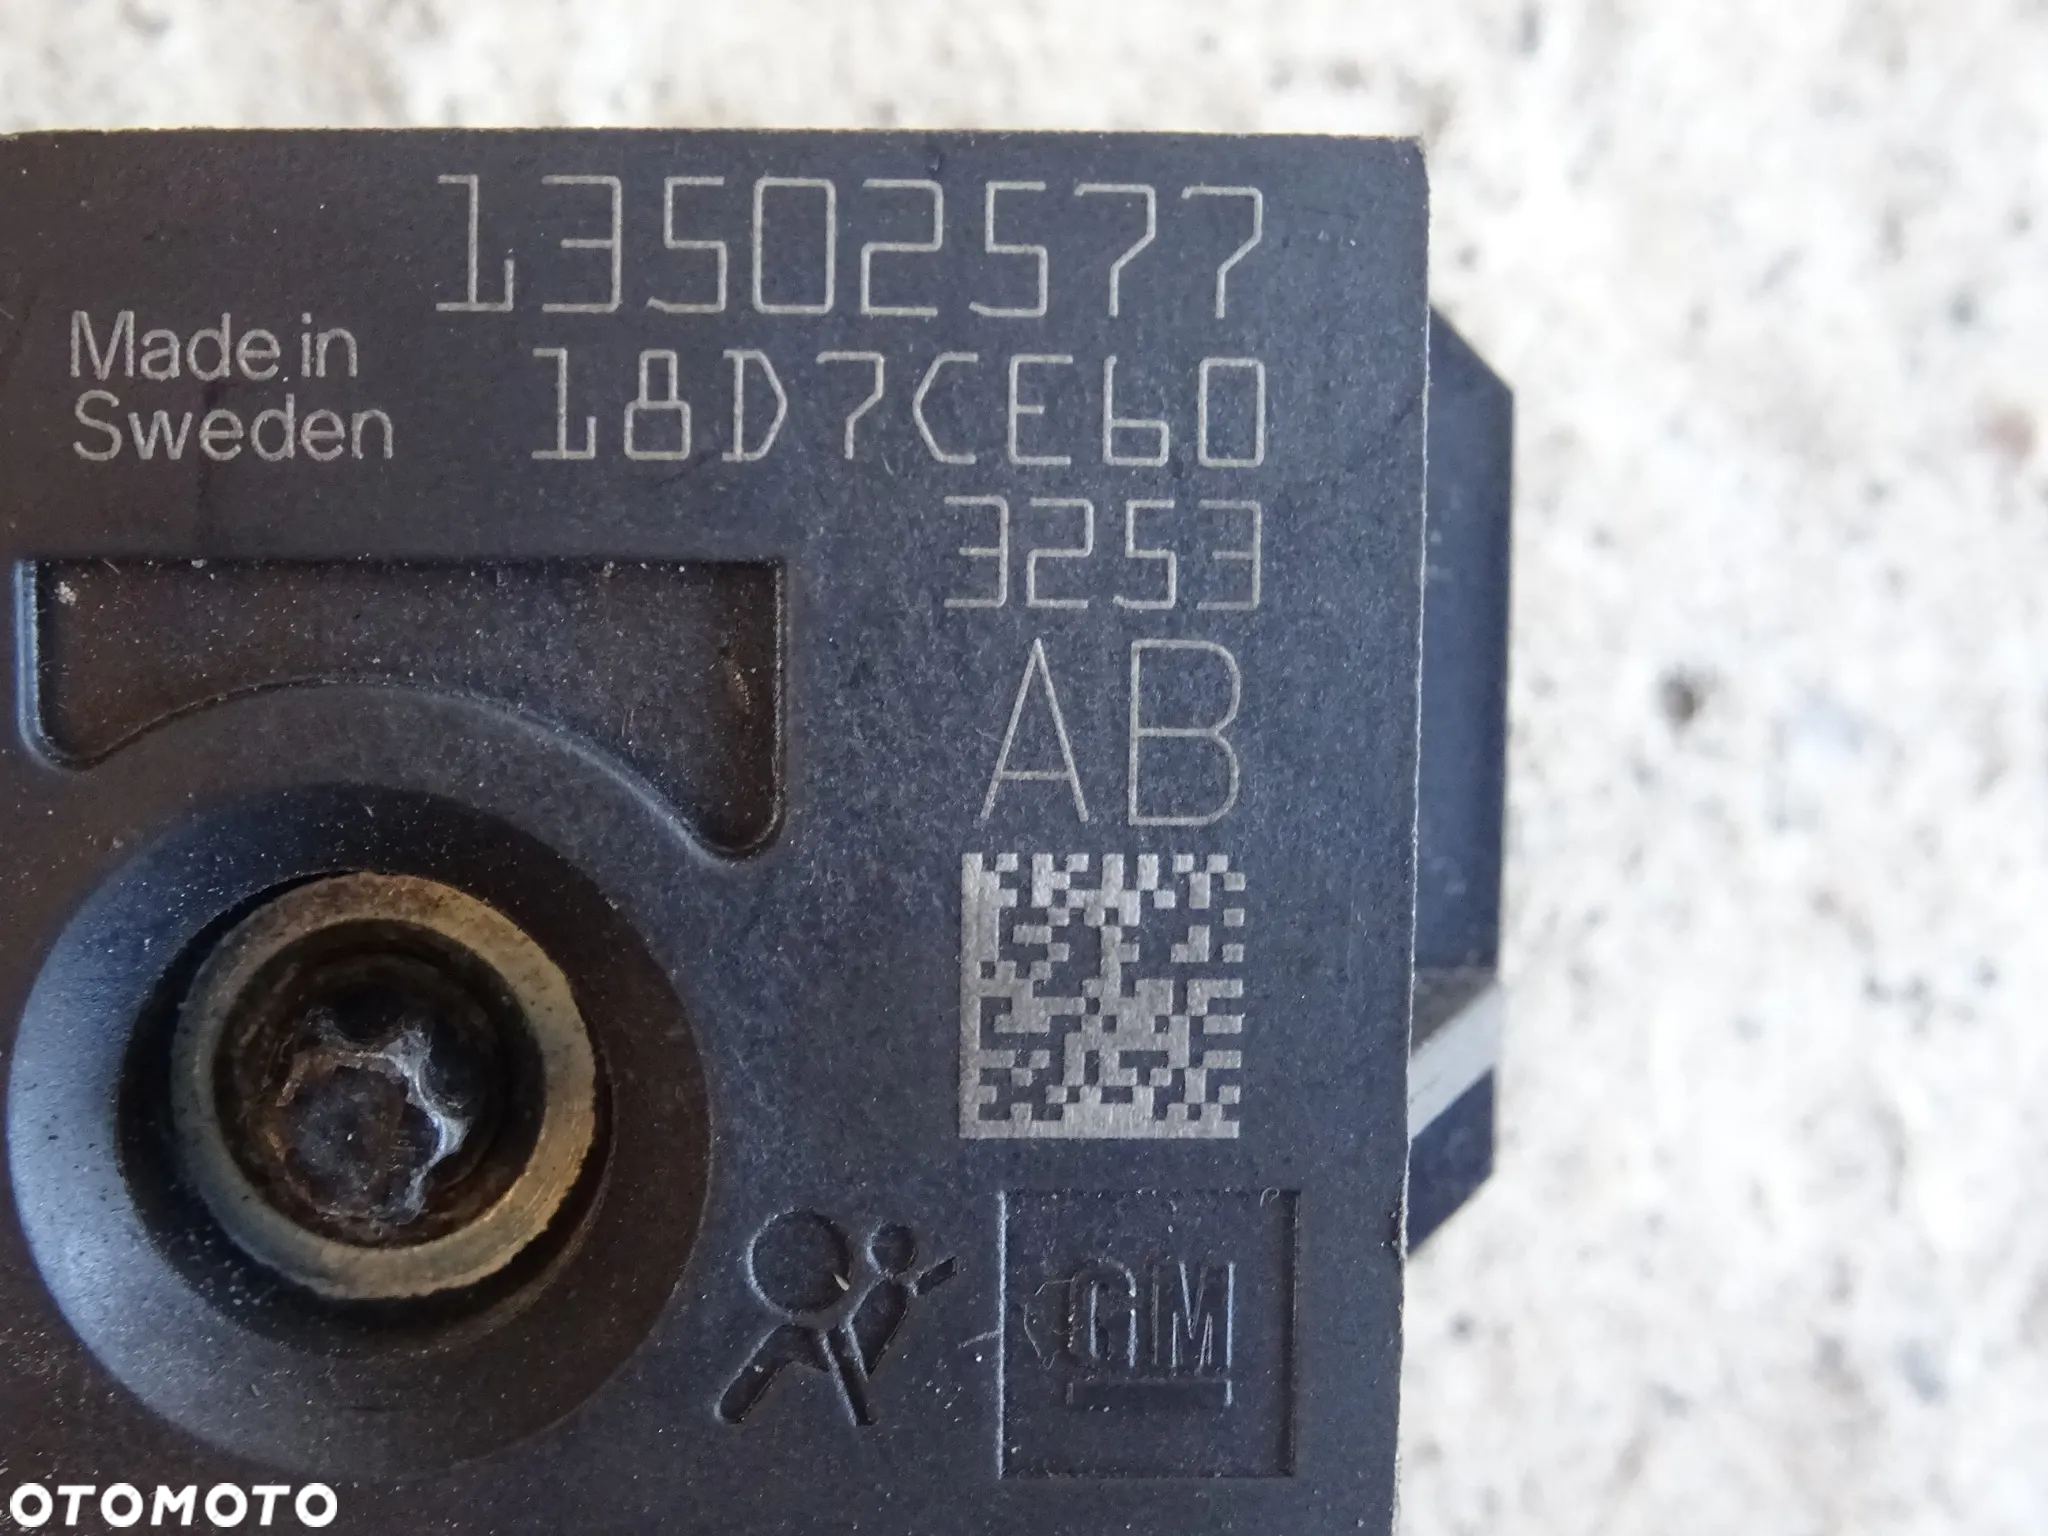 13502577
Made in
Sweden
18D7CE60
3253
AB
GM
OTOMOTO